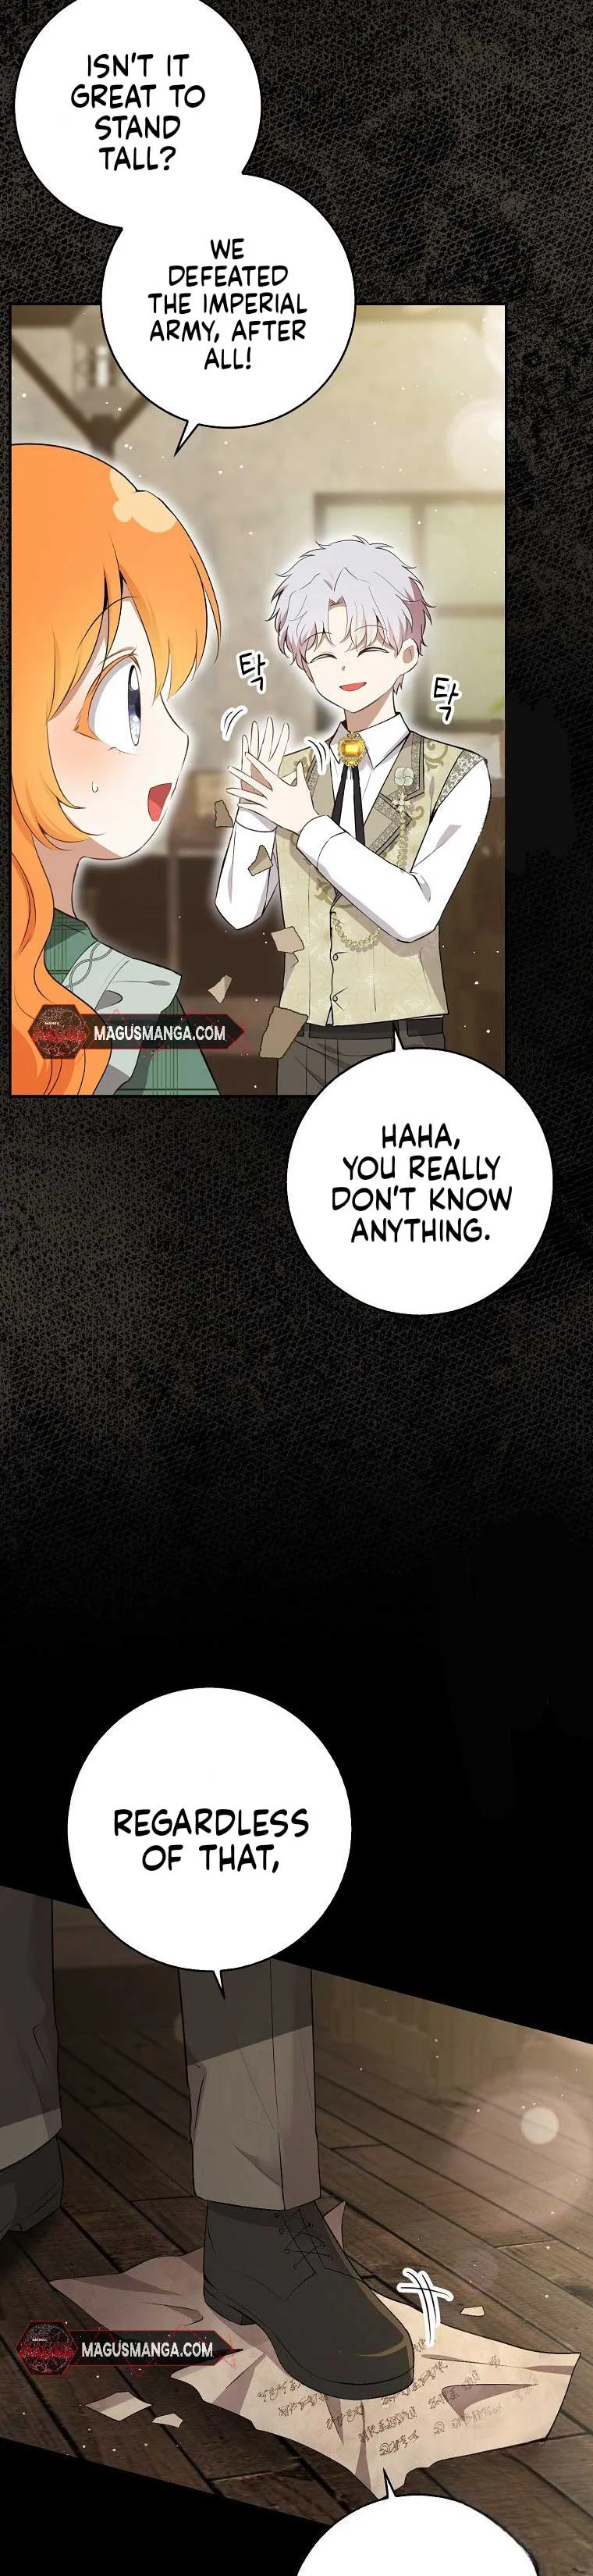 ISN'T IT
GREAT TO
STAND
TALL?
WE
DEFEATED
THE IMPERIAL
ARMY, AFTER
ALL!
탁
탁
MAGUSMANGA.COM
HAHA,
YOU REALLY
DON'T KNOW
ANYTHING.
REGARDLESS
OF THAT,
MAGUSMANGA.COM